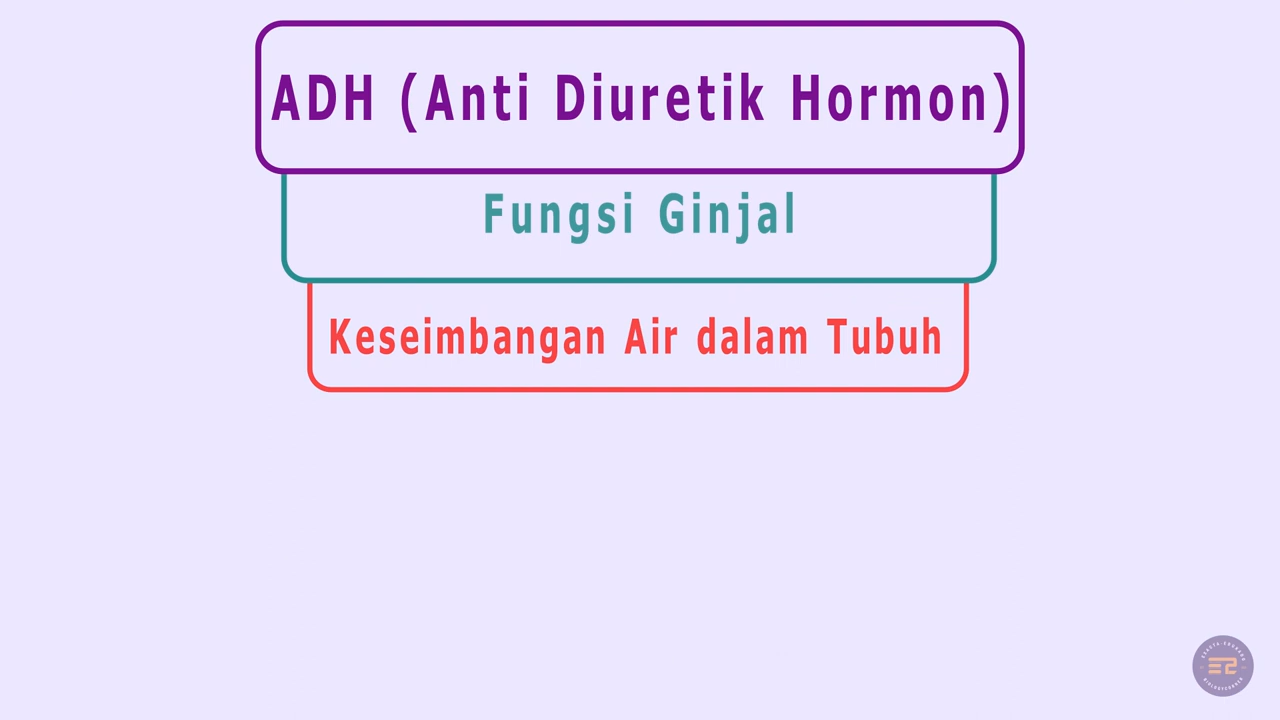 ADH (Anti Diuretik Hormon)
Fungsi Ginjal
Keseimbangan Air dalam Tubuh